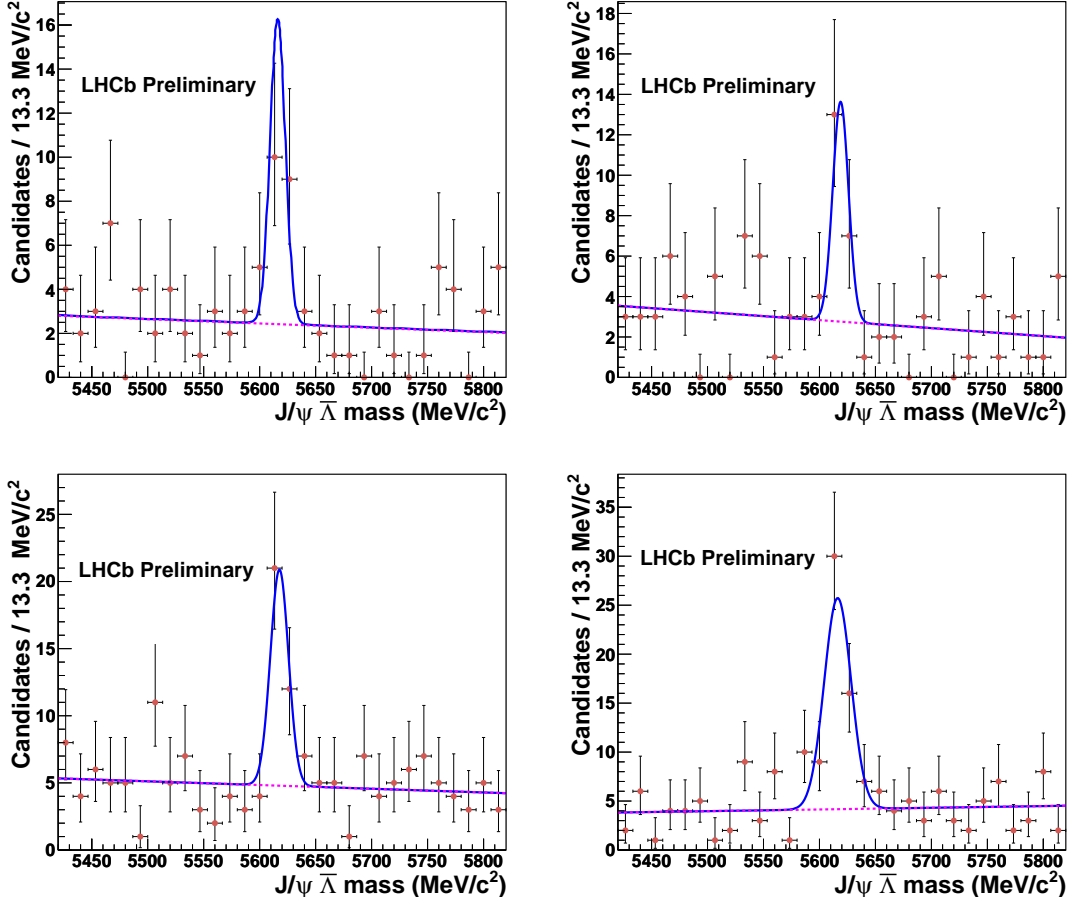 Candidates / 13.3 MeV/c²
16
14
12
10
8
6
4
2
0
LHCb Preliminary
5450 5500 5550 5600 5650 5700 5750 5800
J/ψ Λ̅ mass (MeV/c²)
Candidates / 13.3 MeV/c²
18
16
14
12
10
8
6
4
2
0
LHCb Preliminary
5450 5500 5550 5600 5650 5700 5750 5800
J/ψ Λ̅ mass (MeV/c²)
Candidates / 13.3 MeV/c²
25
20
15
10
5
0
LHCb Preliminary
5450 5500 5550 5600 5650 5700 5750 5800
J/ψ Λ̅ mass (MeV/c²)
Candidates / 13.3 MeV/c²
35
30
25
20
15
10
5
0
LHCb Preliminary
5450 5500 5550 5600 5650 5700 5750 5800
J/ψ Λ̅ mass (MeV/c²)